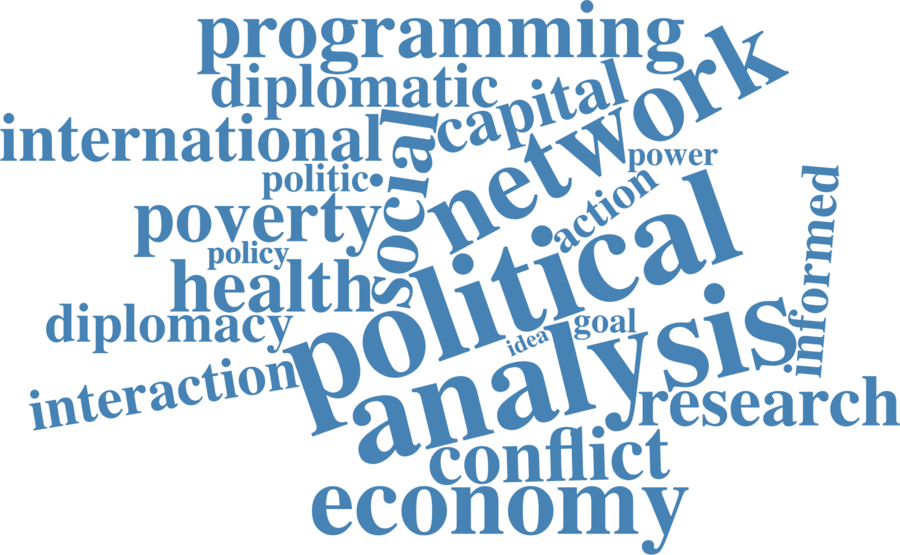 programming
network
diplomatic
capital
international
social
power
politic•
action
informed
poverty
political
policy
health
diplomacy
goal
idea
analysis
interaction
research
conflict
economy